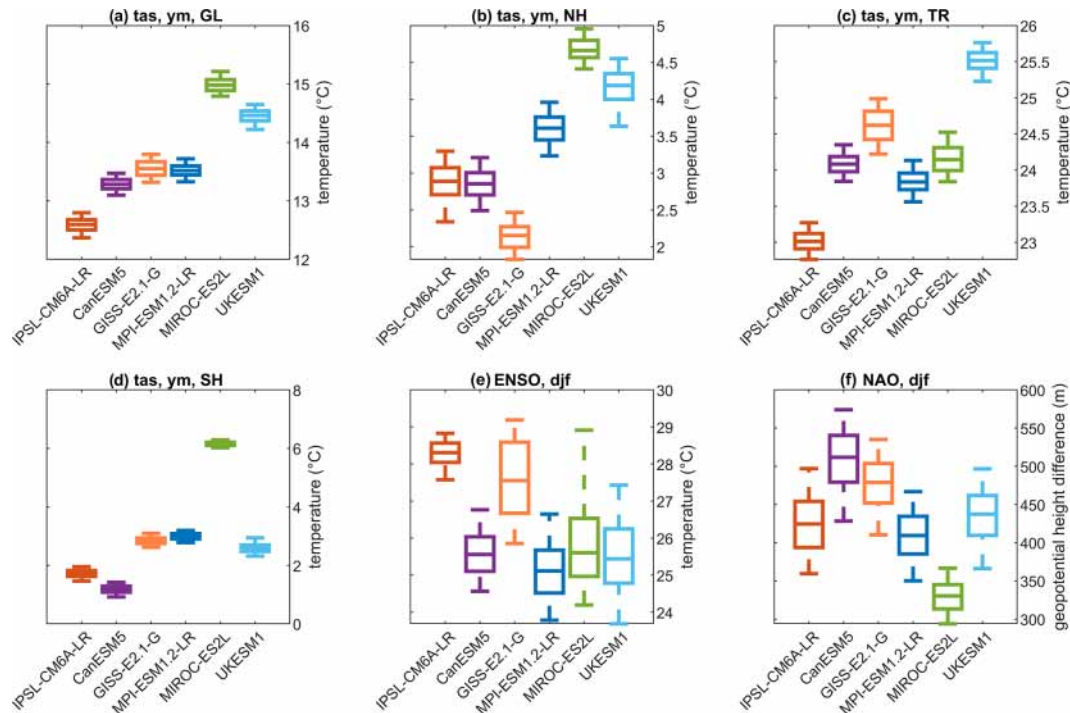 (a) tas, ym, GL
16
15
14
13
12
temperature (°C)
IPSL-CM6A-LR
CanESM5
GISS-E2.1-G
MPI-ESM1.2-LR
MIROC-ES2L
UKESM1
(b) tas, ym, NH
5
4.5
4
3.5
3
2.5
2
temperature (°C)
IPSL-CM6A-LR
CanESM5
GISS-E2.1-G
MPI-ESM1.2-LR
MIROC-ES2L
UKESM1
(c) tas, ym, TR
26
25.5
25
24.5
24
23.5
23
temperature (°C)
IPSL-CM6A-LR
CanESM5
GISS-E2.1-G
MPI-ESM1.2-LR
MIROC-ES2L
UKESM1
(d) tas, ym, SH
8
6
4
2
0
temperature (°C)
IPSL-CM6A-LR
CanESM5
GISS-E2.1-G
MPI-ESM1.2-LR
MIROC-ES2L
UKESM1
(e) ENSO, djf
30
29
28
27
26
25
24
temperature (°C)
IPSL-CM6A-LR
CanESM5
GISS-E2.1-G
MPI-ESM1.2-LR
MIROC-ES2L
UKESM1
(f) NAO, djf
600
550
500
450
400
350
300
geopotential height difference (m)
IPSL-CM6A-LR
CanESM5
GISS-E2.1-G
MPI-ESM1.2-LR
MIROC-ES2L
UKESM1